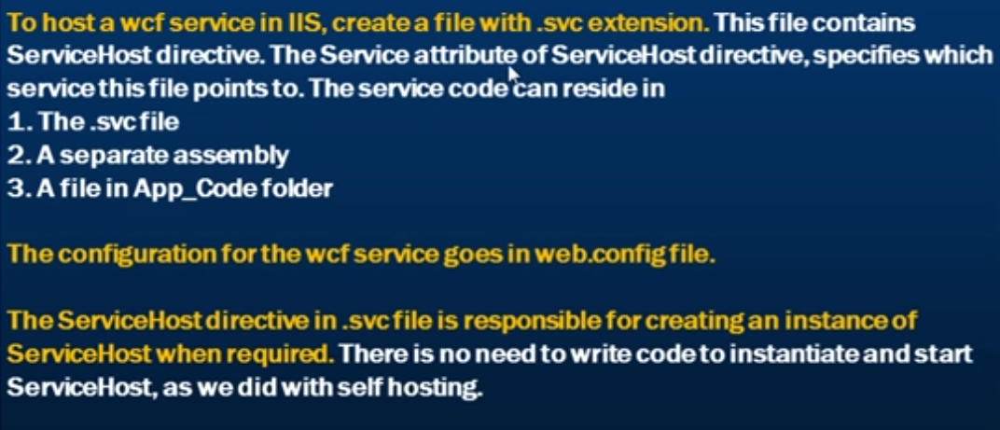 To host a wcf service in IIS, create a file with .svc extension. This file contains
ServiceHost directive. The Service attribute of ServiceHost directive, specifies which
service this file points to. The service code can reside in
1. The .svc file
2. A separate assembly
3. A file in App_Code folder
The configuration for the wcf service goes in web.config file.
The ServiceHost directive in .svc file is responsible for creating an instance of
ServiceHost when required. There is no need to write code to instantiate and start
ServiceHost, as we did with self hosting.